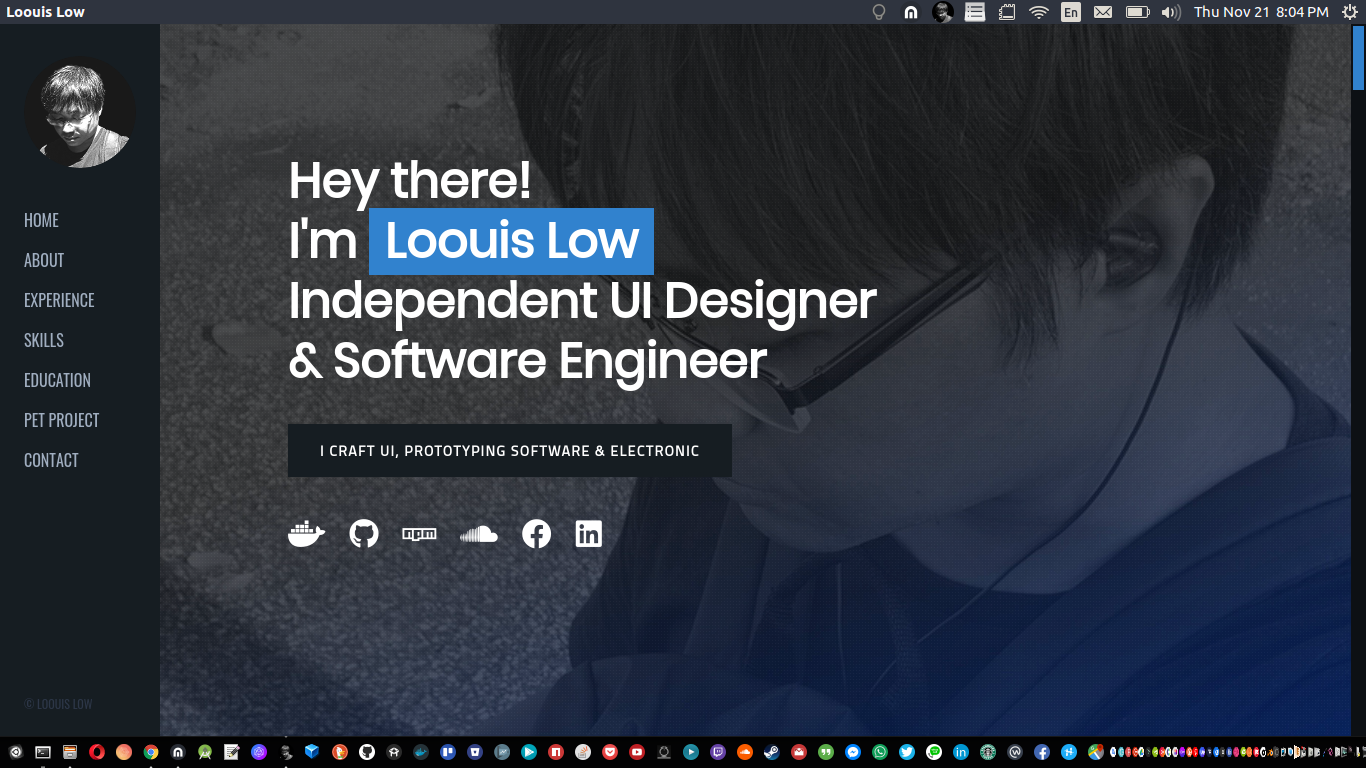 Loouis Low
En
Thu Nov 21 8:04 PM
HOME
ABOUT
EXPERIENCE
SKILLS
EDUCATION
PET PROJECT
CONTACT
© LOOUIS LOW
Hey there!
I'm Loouis Low
Independent UI Designer
& Software Engineer
I CRAFT UI, PROTOTYPING SOFTWARE & ELECTRONIC
npm